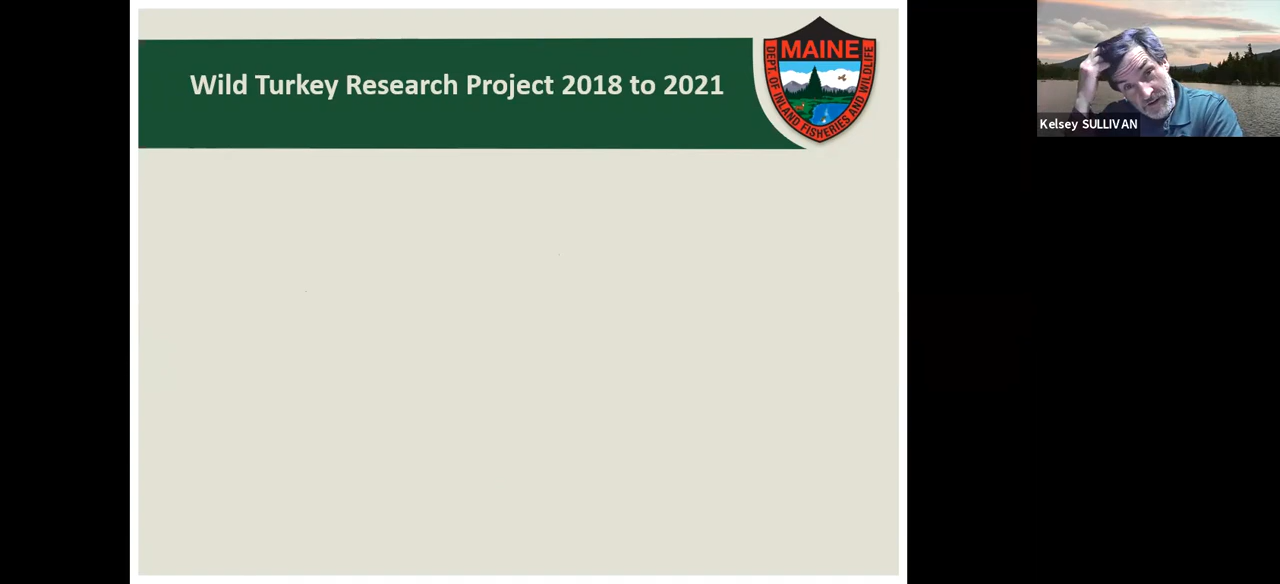 Wild Turkey Research Project 2018 to 2021
MAINE
DEPT. OF INLAND FISHERIES AND WILDLIFE
Kelsey SULLIVAN